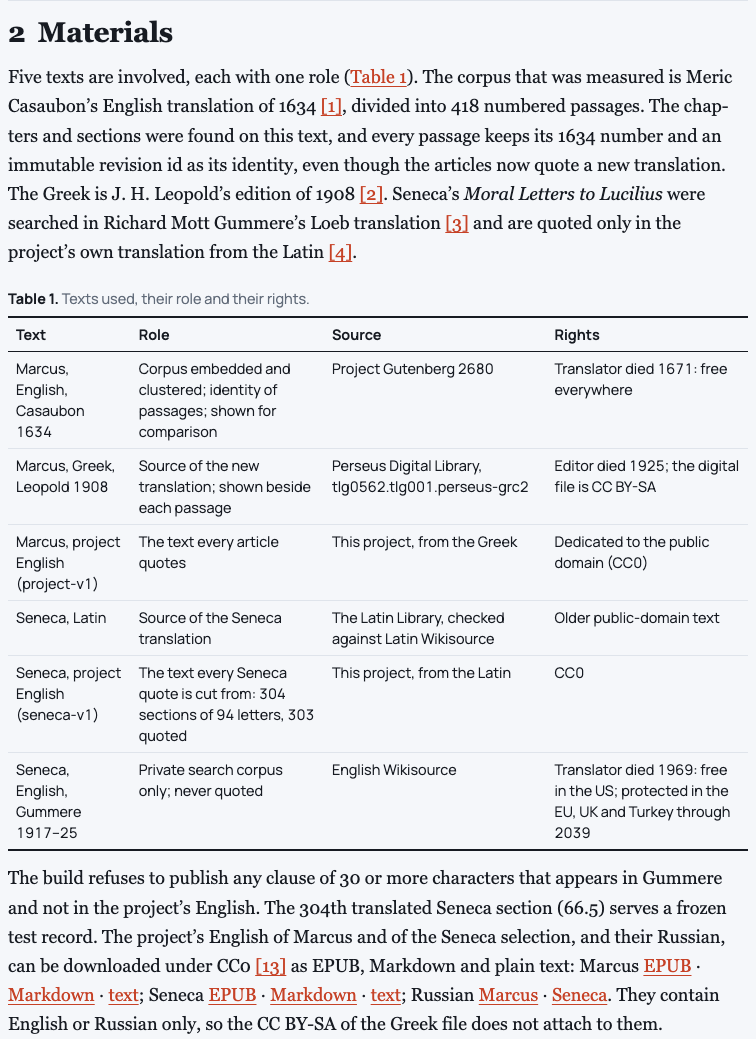 2 Materials
Five texts are involved, each with one role (Table 1). The corpus that was measured is Meric
Casaubon’s English translation of 1634 [1], divided into 418 numbered passages. The chap-
ters and sections were found on this text, and every passage keeps its 1634 number and an
immutable revision id as its identity, even though the articles now quote a new translation.
The Greek is J. H. Leopold’s edition of 1908 [2]. Seneca’s Moral Letters to Lucilius were
searched in Richard Mott Gummere’s Loeb translation [3] and are quoted only in the
project’s own translation from the Latin [4].
Table 1. Texts used, their role and their rights.
Text Role Source Rights
Marcus,
English,
Casaubon
1634
Corpus embedded and
clustered; identity of
passages; shown for
comparison
Project Gutenberg 2680
Translator died 1671: free
everywhere
Marcus, Greek,
Leopold 1908
Source of the new
translation; shown beside
each passage
Perseus Digital Library,
tlg0562.tlg001.perseus-grc2
Editor died 1925; the digital
file is CC BY-SA
Marcus, project
English
(project-v1)
The text every article
quotes
This project, from the Greek
Dedicated to the public
domain (CC0)
Seneca, Latin
Source of the Seneca
translation
The Latin Library, checked
against Latin Wikisource
Older public-domain text
Seneca, project
English
(seneca-v1)
The text every Seneca
quote is cut from: 304
sections of 94 letters, 303
quoted
This project, from the Latin
CC0
Seneca,
English,
Gummere
1917–25
Private search corpus
only; never quoted
English Wikisource
Translator died 1969: free
in the US; protected in the
EU, UK and Turkey through
2039
The build refuses to publish any clause of 30 or more characters that appears in Gummere
and not in the project’s English. The 304th translated Seneca section (66.5) serves a frozen
test record. The project’s English of Marcus and of the Seneca selection, and their Russian,
can be downloaded under CC0 [13] as EPUB, Markdown and plain text: Marcus EPUB ·
Markdown · text; Seneca EPUB · Markdown · text; Russian Marcus · Seneca. They contain
English or Russian only, so the CC BY-SA of the Greek file does not attach to them.